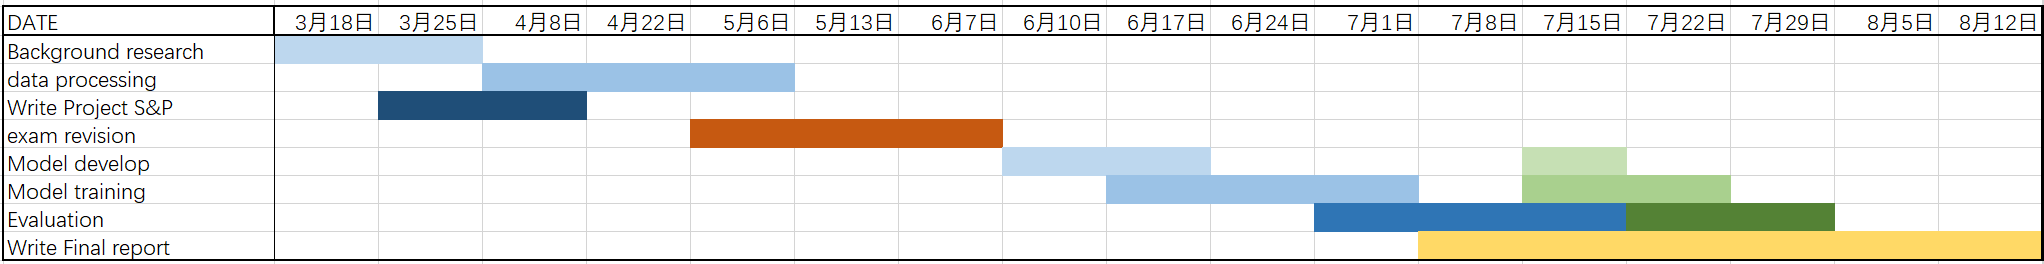 DATE 3月18日 3月25日 4月8日 4月22日 5月6日 5月13日 6月7日 6月10日 6月17日 6月24日 7月1日 7月8日 7月15日 7月22日 7月29日 8月5日 8月12日
Background research
data processing
Write Project S&P
exam revision
Model develop
Model training
Evaluation
Write Final report